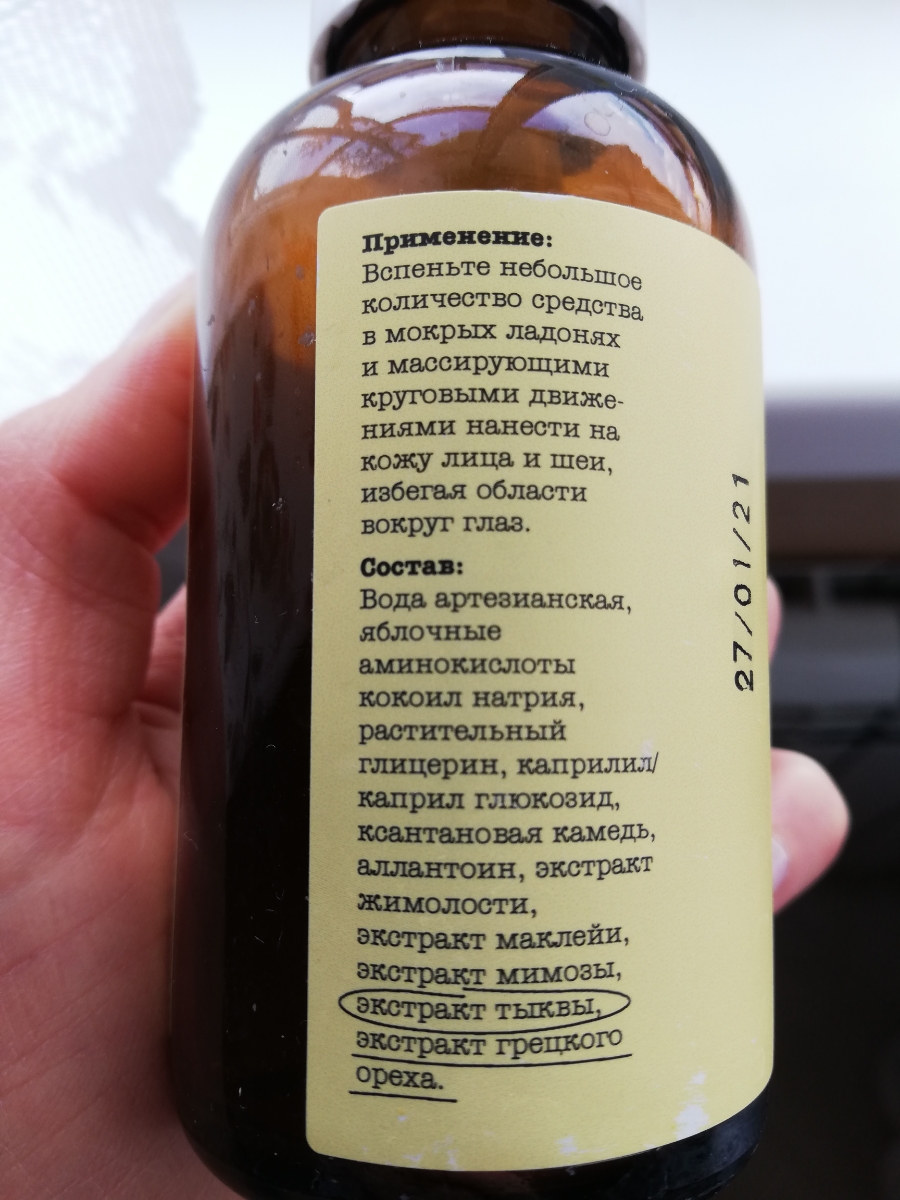 Применение:
Вспеньте небольшое
количество средства
в мокрых ладонях
и массирующими
круговыми движе-
ниями нанести на
кожу лица и шеи,
избегая области
вокруг глаз.
Состав:
Вода артезианская,
яблочные
аминокислоты
кокоил натрия,
растительный
глицерин, каприлил/
каприл глюкозид,
ксантановая камедь,
аллантоин, экстракт
жимолости,
экстракт маклейи,
экстракт мимозы,
экстракт тыквы,
экстракт грецкого
ореха.
27/01/21